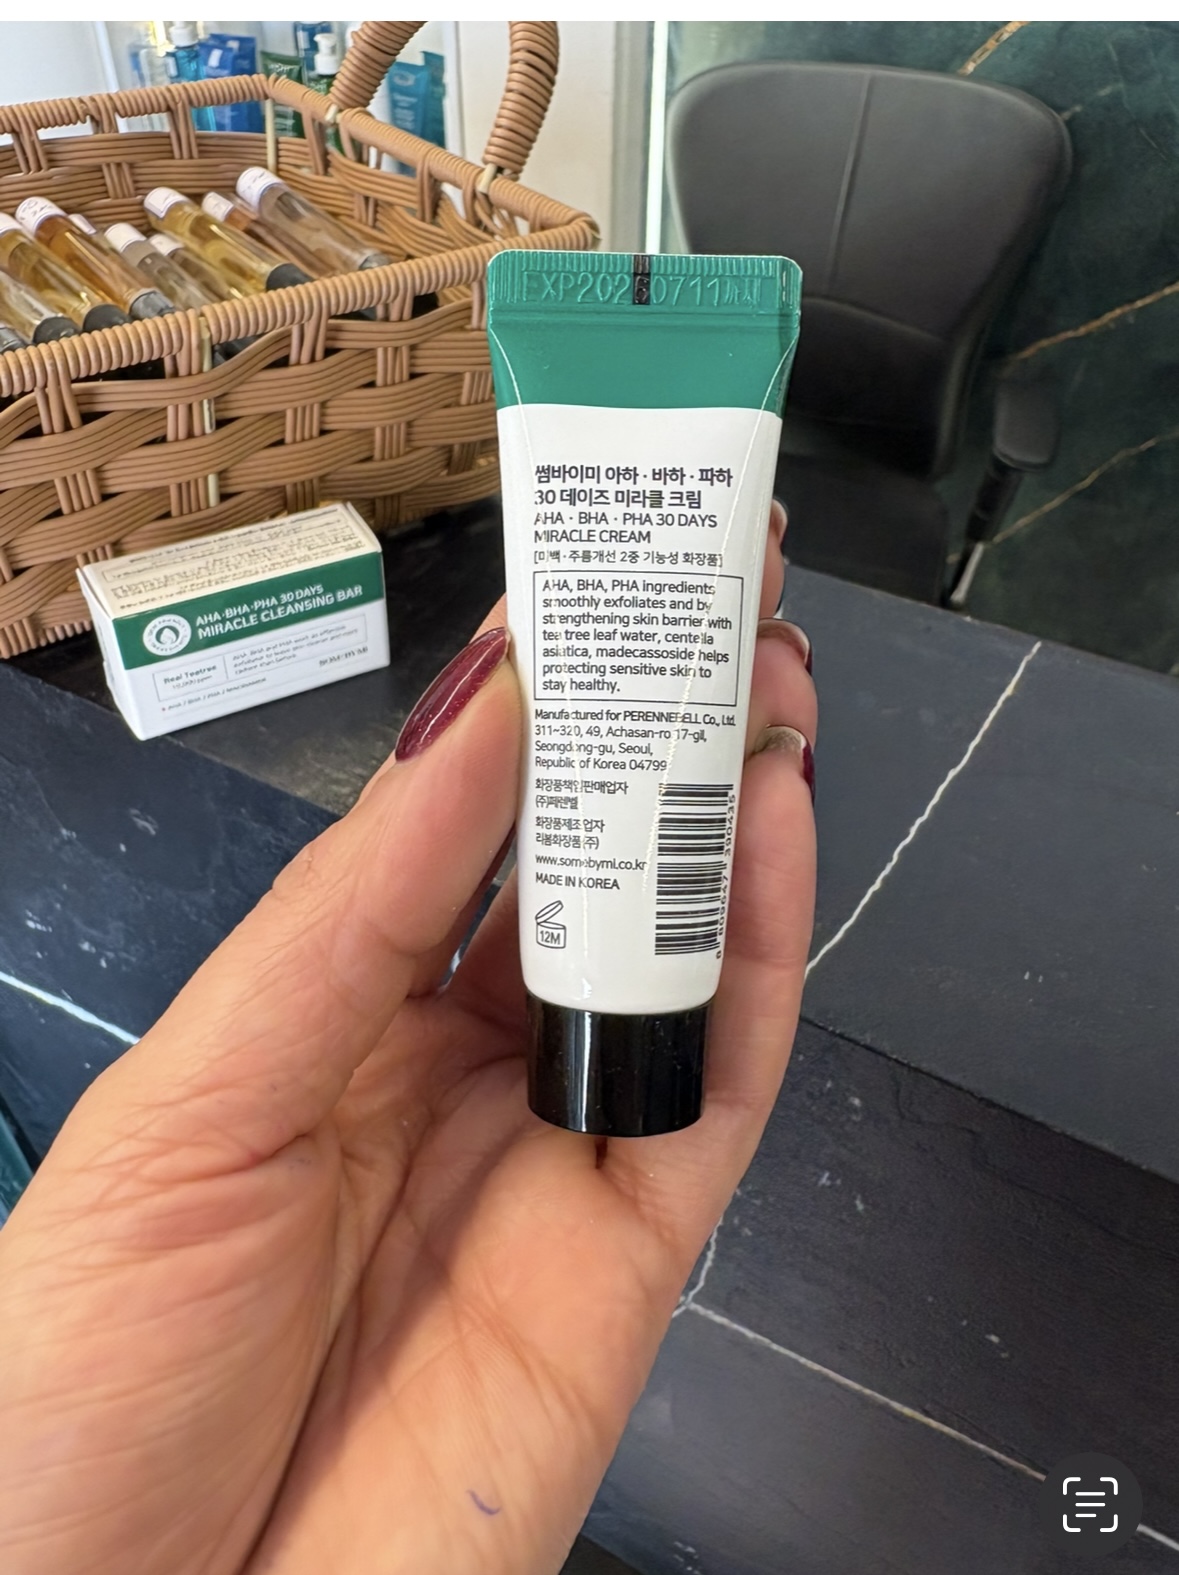 썸바이미 아하 · 바하 · 파하
30 데이즈 미라클 크림
AHA · BHA · PHA 30 DAYS
MIRACLE CREAM
[미백 · 주름개선 2중 기능성 화장품]
AHA, BHA, PHA ingredients
smoothly exfoliates and by
strengthening skin barrier with
tea tree leaf water, centella
asiatica, madecassoside helps
protecting sensitive skin to
stay healthy.
Manufactured for PERENNEBELL Co., Ltd.
311~320, 49, Achasan-ro 17-gil,
Seongdong-gu, Seoul,
Republic of Korea 04799
화장품책임판매업자
(주)페렌벨
화장품제조업자
리봄화장품(주)
www.somebymi.co.kr
MADE IN KOREA
12M
AHA·BHA·PHA 30 DAYS
MIRACLE CLEANSING BAR
Real Teatree